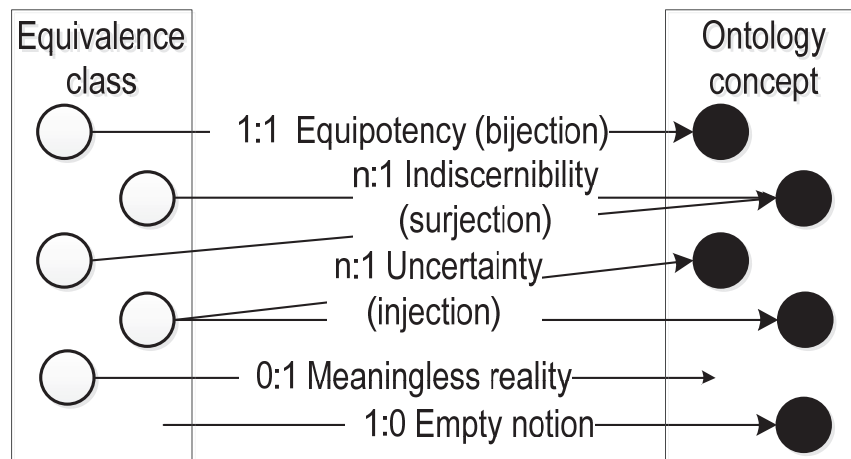 Equivalence
class
Ontology
concept
1:1 Equipotency (bijection)
n:1 Indiscernibility
(surjection)
n:1 Uncertainty
(injection)
0:1 Meaningless reality
1:0 Empty notion